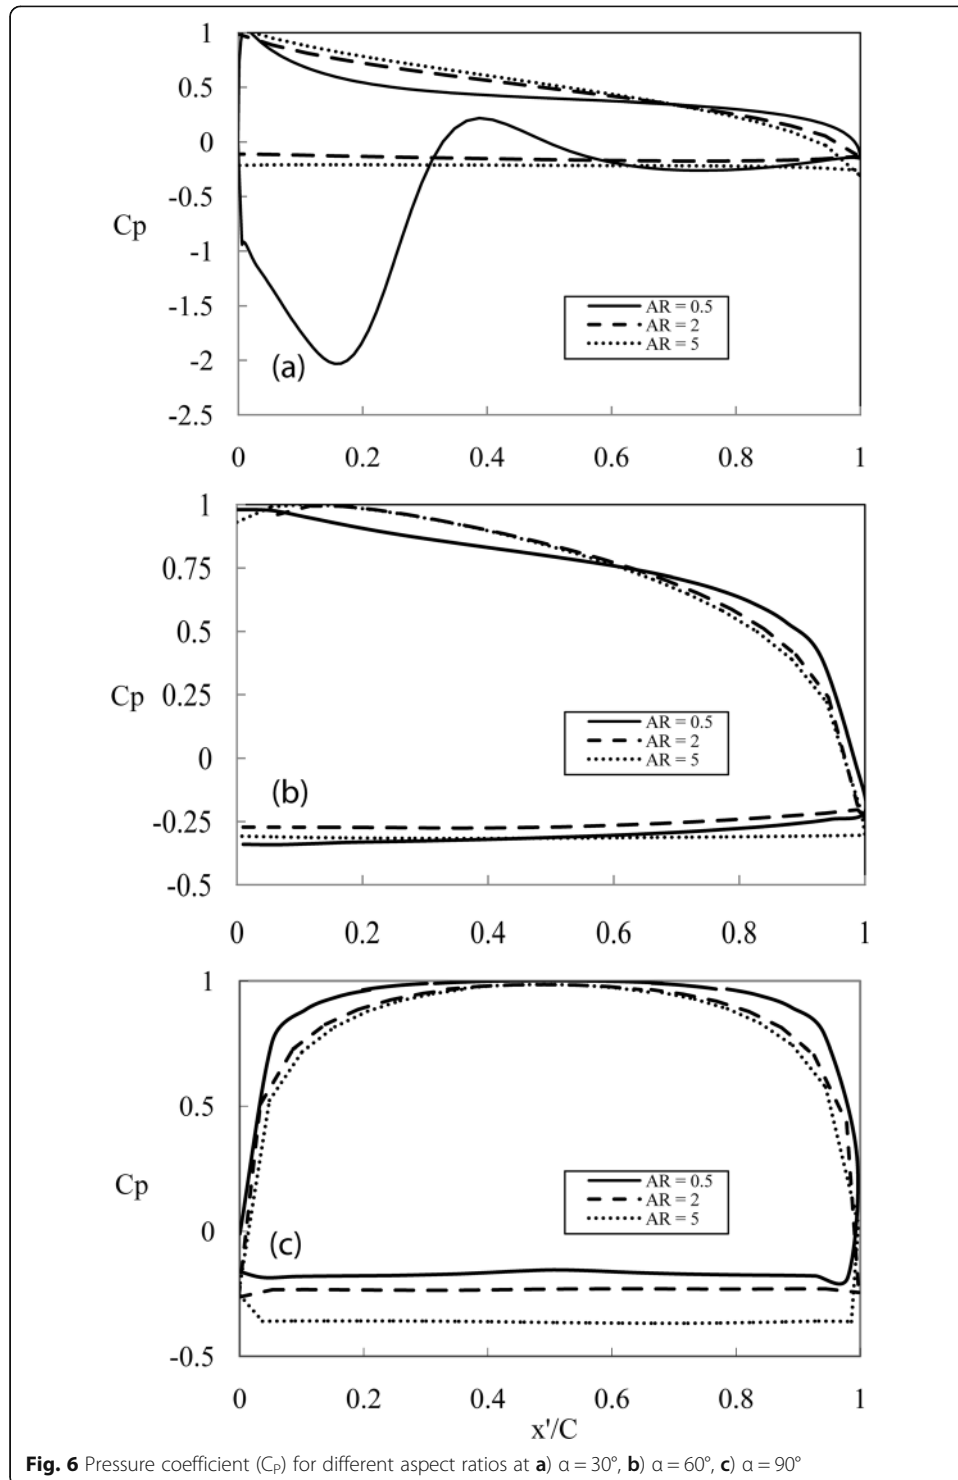 1
0.5
0
-0.5
Cp
-1
-1.5
-2
-2.5
AR = 0.5
AR = 2
AR = 5
(a)
0 0.2 0.4 0.6 0.8 1
1
0.75
0.5
Cp 0.25
0
-0.25
-0.5
AR = 0.5
AR = 2
AR = 5
(b)
0 0.2 0.4 0.6 0.8 1
1
0.5
Cp
0
-0.5
AR = 0.5
AR = 2
AR = 5
(c)
0 0.2 0.4 0.6 0.8 1
x'/C
Fig. 6 Pressure coefficient (CP) for different aspect ratios at a) α = 30°, b) α = 60°, c) α = 90°